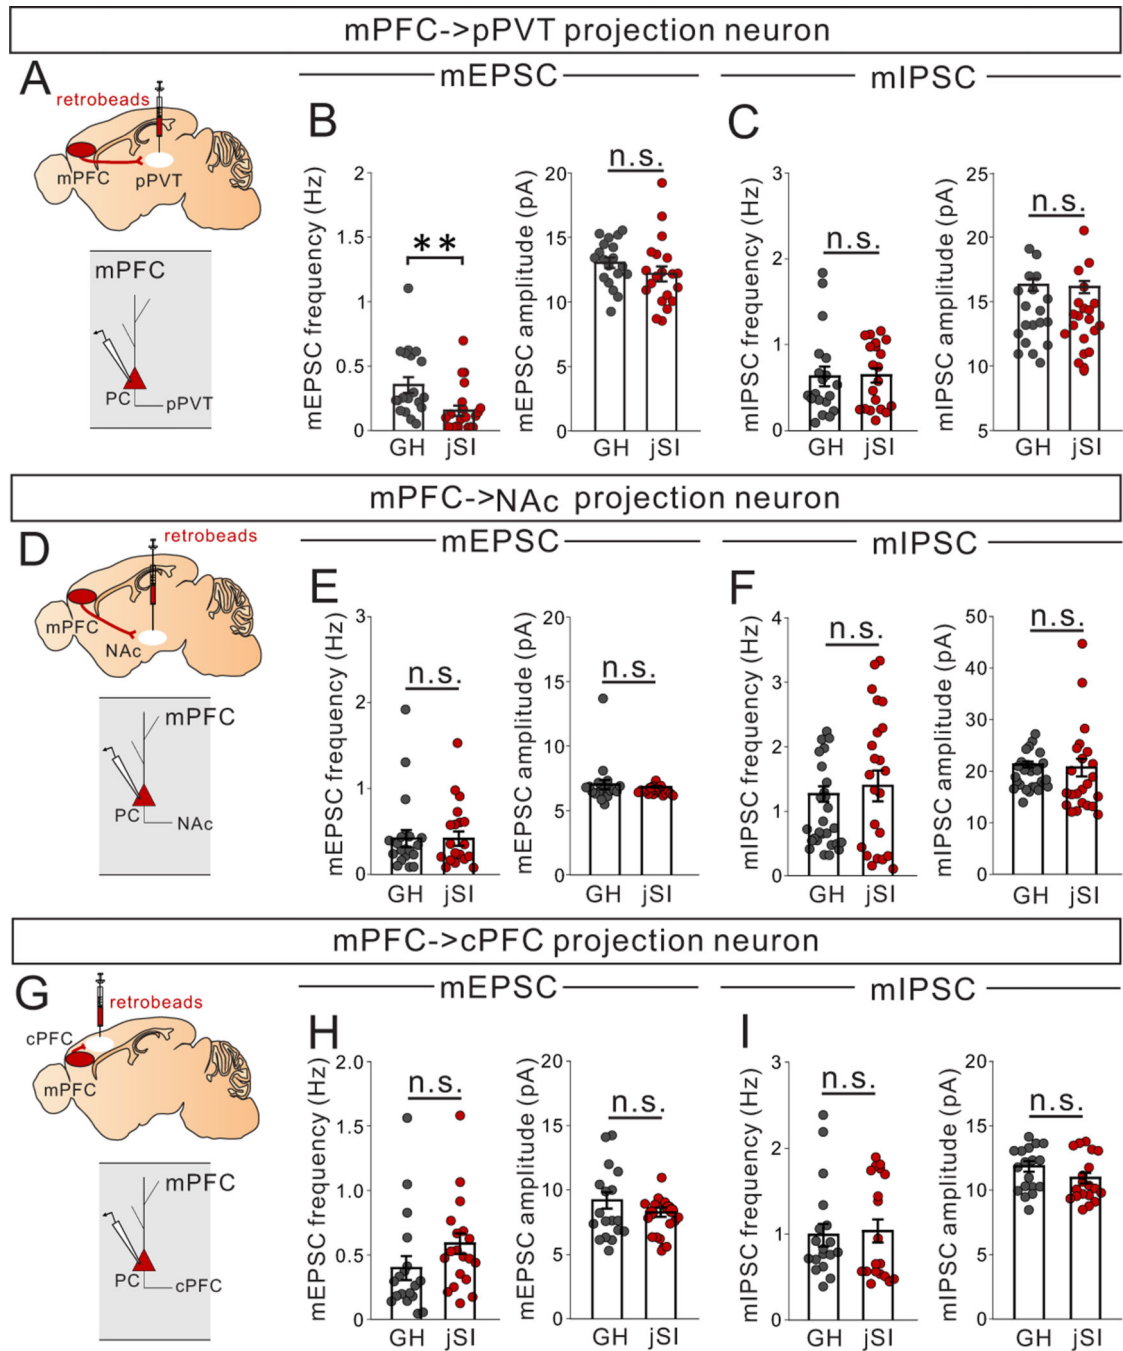 mPFC->pPVT projection neuron
A
retrobeads
mPFC
pPVT
mPFC
PC
pPVT
mEPSC
mIPSC
B
mEPSC frequency (Hz)
2
1.5
1
0.5
0
**
GH
jSI
mEPSC amplitude (pA)
20
15
10
5
0
n.s.
GH
jSI
C
mIPSC frequency (Hz)
3
2
1
0
n.s.
GH
jSI
mIPSC amplitude (pA)
25
20
15
10
5
n.s.
GH
jSI
mPFC->NAc projection neuron
D
retrobeads
mPFC
NAc
mPFC
PC
NAc
mEPSC
mIPSC
E
mEPSC frequency (Hz)
3
2
1
0
n.s.
GH
jSI
mEPSC amplitude (pA)
20
15
10
5
0
n.s.
GH
jSI
F
mIPSC frequency (Hz)
4
3
2
1
0
n.s.
GH
jSI
mIPSC amplitude (pA)
50
40
30
20
10
0
n.s.
GH
jSI
mPFC->cPFC projection neuron
G
retrobeads
cPFC
mPFC
mPFC
PC
cPFC
mEPSC
mIPSC
H
mEPSC frequency (Hz)
2.0
1.5
1.0
0.5
0
n.s.
GH
jSI
mEPSC amplitude (pA)
20
15
10
5
0
n.s.
GH
jSI
I
mIPSC frequency (Hz)
3
2
1
0
n.s.
GH
jSI
mIPSC amplitude (pA)
20
15
10
5
0
n.s.
GH
jSI